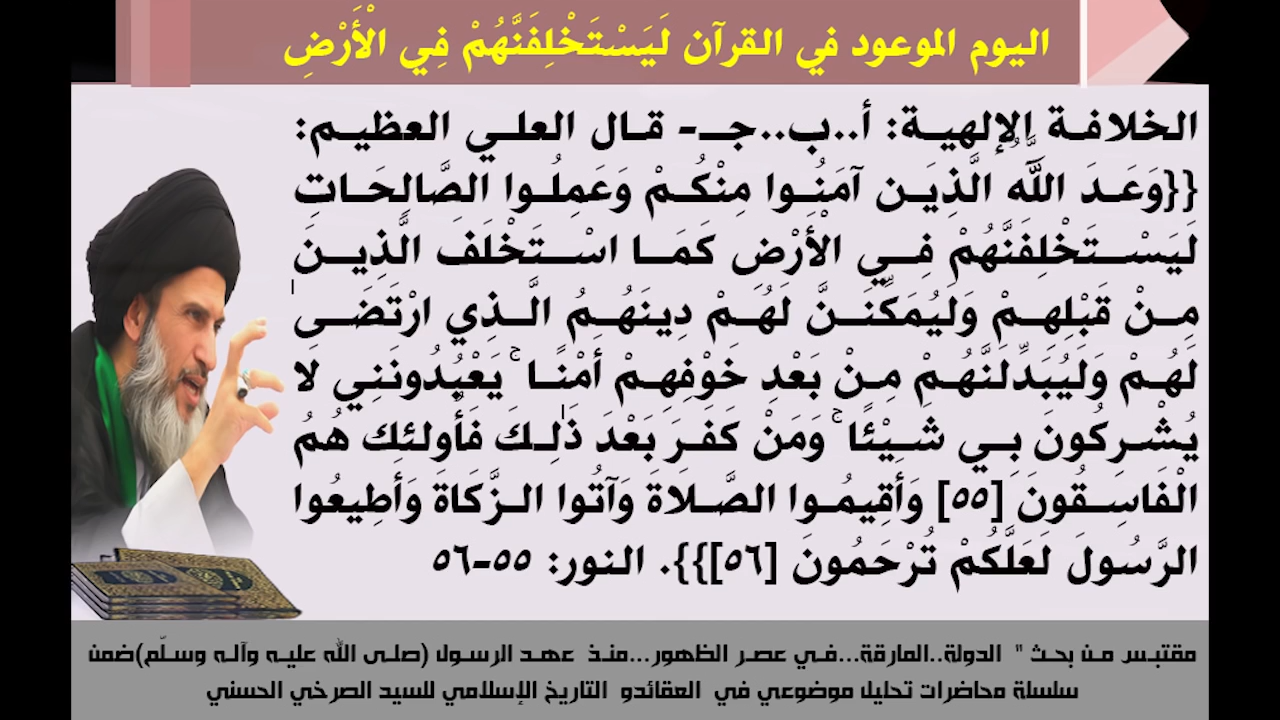 اليوم الموعود في القرآن لَيَسْتَخْلِفَنَّهُمْ فِي الْأَرْضِ
الخلافة الإلهية: أ..ب..جـ- قال العلي العظيم:
{{وَعَدَ اللَّهُ الَّذِيَن آمَنُوا مِنْكُمْ وَعَمِلُوا الصَّالِحَاتِ
لَيَسْتَخْلِفَنَّهُمْ فِي الْأَرْضِ كَمَا اسْتَخْلَفَ الَّذِينَ
مِنْ قَبْلِهِمْ وَلَيُمَكِّنَنَّ لَهُمْ دِينَهُمُ الَّذِي ارْتَضَىٰ
لَهُمْ وَلَيُبَدِّلَنَّهُمْ مِنْ بَعْدِ خَوْفِهِمْ أَمْنًا ۚ يَعْبُدُونَنِي لا
يُشْرِكُونَ بِي شَيْئًا ۚ وَمَنْ كَفَرَ بَعْدَ ذَٰلِكَ فَأُولئِكَ هُمُ
الْفَاسِقُونَ [٥٥] وَأَقِيمُوا الصَّلاةَ وَآتُوا الزَّكَاةَ وَأَطِيعُوا
الرَّسُولَ لَعَلَّكُمْ تُرْحَمُونَ [٥٦]}}. النور: ٥٥-٥٦
مقتبس من بحث " الدولة..المارقة...في عصر الظهور...منذ عهد الرسول (صلى الله عليه وآله وسلّم)ضمن
سلسلة محاضرات تحليل موضوعي في العقائدو التاريخ الإسلامي للسيد الصرخي الحسني